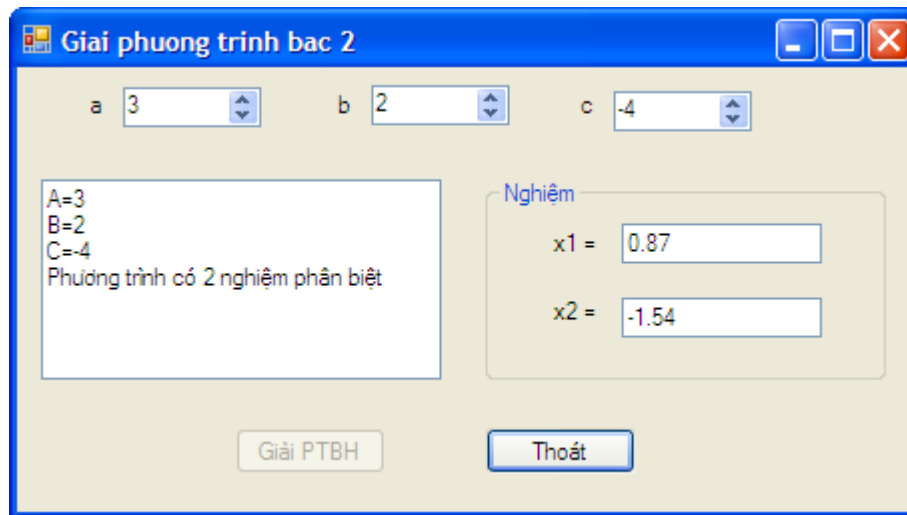 Giai phuong trinh bac 2
a 3 b 2 c -4
A=3
B=2
C=-4
Phương trình có 2 nghiệm phân biệt
Nghiệm
x1 = 0.87
x2 = -1.54
Giải PTBH Thoát